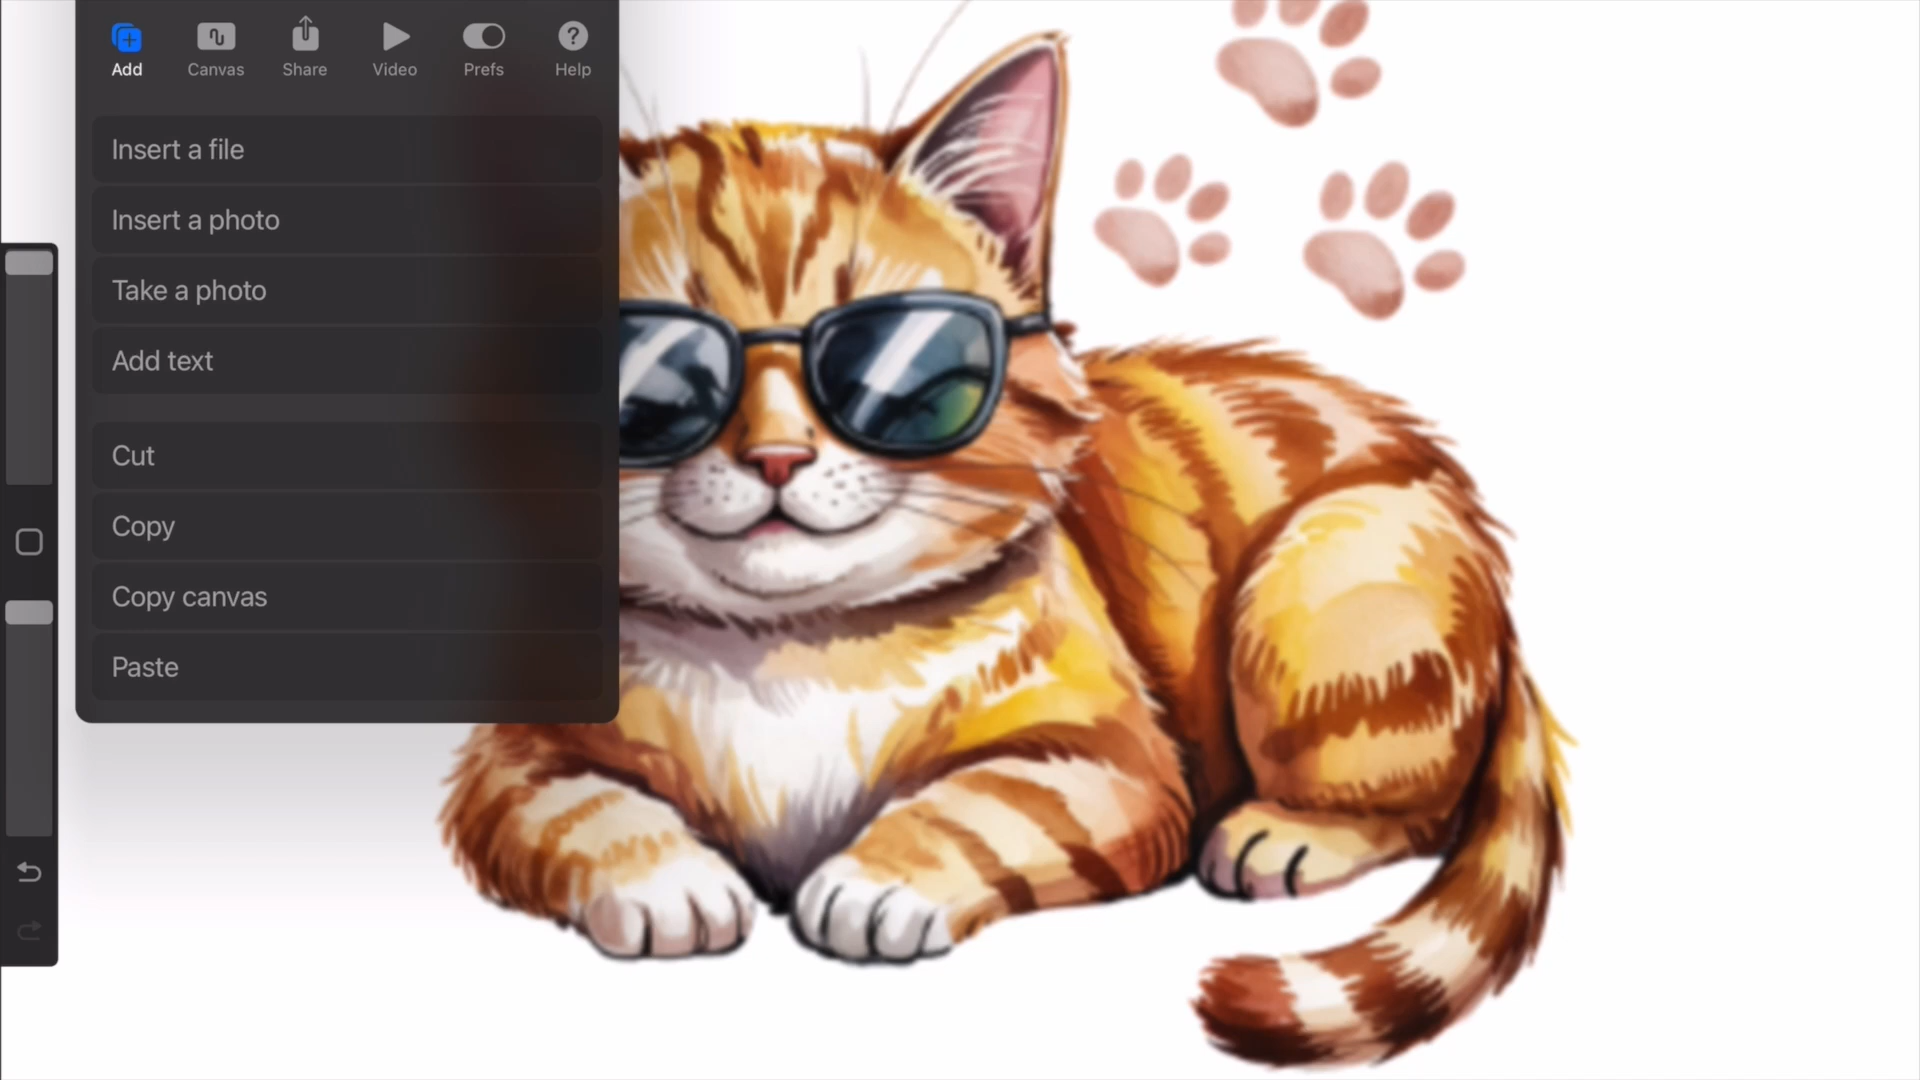 Add Canvas Share Video Prefs Help
Insert a file
Insert a photo
Take a photo
Add text
Cut
Copy
Copy canvas
Paste